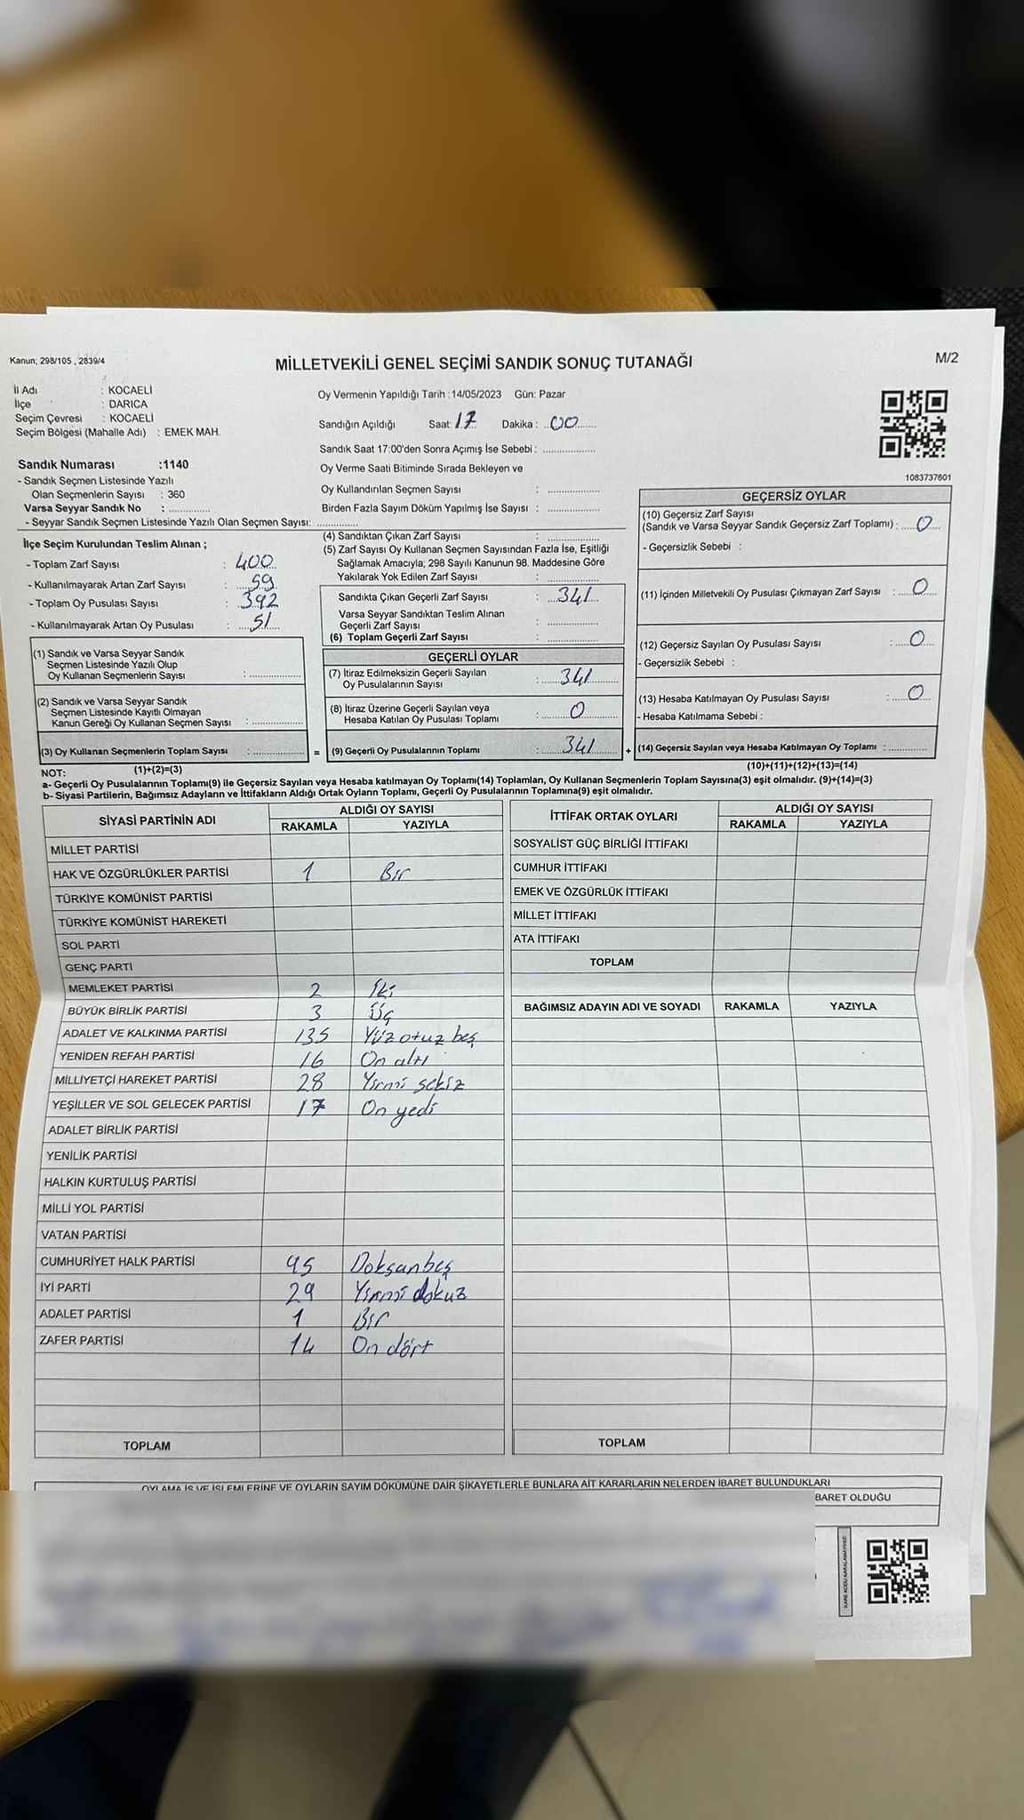 Kanun; 298/105 , 2839/4
MİLLETVEKİLİ GENEL SEÇİMİ SANDIK SONUÇ TUTANAĞI
M/2
İl Adı : KOCAELİ
İlçe : DARICA
Seçim Çevresi : KOCAELİ
Seçim Bölgesi (Mahalle Adı) : EMEK MAH.
Sandık Numarası :1140
- Sandık Seçmen Listesinde Yazılı
Olan Seçmenlerin Sayısı : 360
Varsa Seyyar Sandık No : ............
- Seyyar Sandık Seçmen Listesinde Yazılı Olan Seçmen Sayısı: ............
Oy Vermenin Yapıldığı Tarih :14/05/2023 Gün: Pazar
Sandığın Açıldığı Saat: 17 Dakika : 00
Sandık Saat 17:00'den Sonra Açımış İse Sebebi : ............
Oy Verme Saati Bitiminde Sırada Bekleyen ve
Oy Kullandırılan Seçmen Sayısı : ............
Birden Fazla Sayım Döküm Yapılmış İse Sayısı : ............
1083737801
İlçe Seçim Kurulundan Teslim Alınan ;
- Toplam Zarf Sayısı : 400
- Kullanılmayarak Artan Zarf Sayısı : 59
- Toplam Oy Pusulası Sayısı : 392
- Kullanılmayarak Artan Oy Pusulası : 51
(1) Sandık ve Varsa Seyyar Sandık
Seçmen Listesinde Yazılı Olup
Oy Kullanan Seçmenlerin Sayısı : ............
(2) Sandık ve Varsa Seyyar Sandık
Seçmen Listesinde Kayıtlı Olmayan
Kanun Gereği Oy Kullanan Seçmen Sayısı : ............
(3) Oy Kullanan Seçmenlerin Toplam Sayısı : ............
(4) Sandıktan Çıkan Zarf Sayısı : ............
(5) Zarf Sayısı Oy Kullanan Seçmen Sayısından Fazla İse, Eşitliği
Sağlamak Amacıyla, 298 Sayılı Kanunun 98. Maddesine Göre
Yakılarak Yok Edilen Zarf Sayısı : ............
Sandıkta Çıkan Geçerli Zarf Sayısı : 341
Varsa Seyyar Sandıktan Teslim Alınan
Geçerli Zarf Sayısı : ............
(6) Toplam Geçerli Zarf Sayısı : ............
GEÇERLİ OYLAR
(7) İtiraz Edilmeksizin Geçerli Sayılan
Oy Pusulalarının Sayısı : 341
(8) İtiraz Üzerine Geçerli Sayılan veya
Hesaba Katılan Oy Pusulası Toplamı : 0
= (9) Geçerli Oy Pusulalarının Toplamı : 341 +
GEÇERSİZ OYLAR
(10) Geçersiz Zarf Sayısı
(Sandık ve Varsa Seyyar Sandık Geçersiz Zarf Toplamı) : 0
- Geçersizlik Sebebi :
(11) İçinden Milletvekili Oy Pusulası Çıkmayan Zarf Sayısı : 0
(12) Geçersiz Sayılan Oy Pusulası Sayısı : 0
- Geçersizlik Sebebi :
(13) Hesaba Katılmayan Oy Pusulası Sayısı : 0
- Hesaba Katılmama Sebebi :
(14) Geçersiz Sayılan veya Hesaba Katılmayan Oy Toplamı : ............
NOT: (1)+(2)=(3)
(10)+(11)+(12)+(13)=(14)
a- Geçerli Oy Pusulalarının Toplamı(9) ile Geçersiz Sayılan veya Hesaba katılmayan Oy Toplamı(14) Toplamları, Oy Kullanan Seçmenlerin Toplam Sayısına(3) eşit olmalıdır. (9)+(14)=(3)
b- Siyasi Partilerin, Bağımsız Adayların ve İttifakların Aldığı Ortak Oyların Toplamı, Geçerli Oy Pusulalarının Toplamına(9) eşit olmalıdır.
SİYASİ PARTİNİN ADI ALDIĞI OY SAYISI
RAKAMLA YAZIYLA
MİLLET PARTİSİ
HAK VE ÖZGÜRLÜKLER PARTİSİ 1 Bir
TÜRKİYE KOMÜNİST PARTİSİ
TÜRKİYE KOMÜNİST HAREKETİ
SOL PARTİ
GENÇ PARTİ
MEMLEKET PARTİSİ 2 İki
BÜYÜK BİRLİK PARTİSİ 3 Üç
ADALET VE KALKINMA PARTİSİ 135 Yüz otuz beş
YENİDEN REFAH PARTİSİ 16 On altı
MİLLİYETÇİ HAREKET PARTİSİ 28 Yirmi sekiz
YEŞİLLER VE SOL GELECEK PARTİSİ 17 On yedi
ADALET BİRLİK PARTİSİ
YENİLİK PARTİSİ
HALKIN KURTULUŞ PARTİSİ
MİLLİ YOL PARTİSİ
VATAN PARTİSİ
CUMHURİYET HALK PARTİSİ 95 Doksanbeş
İYİ PARTİ 29 Yirmi dokuz
ADALET PARTİSİ 1 Bir
ZAFER PARTİSİ 14 On dört
TOPLAM
İTTİFAK ORTAK OYLARI ALDIĞI OY SAYISI
RAKAMLA YAZIYLA
SOSYALİST GÜÇ BİRLİĞİ İTTİFAKI
CUMHUR İTTİFAKI
EMEK VE ÖZGÜRLÜK İTTİFAKI
MİLLET İTTİFAKI
ATA İTTİFAKI
TOPLAM
BAĞIMSIZ ADAYIN ADI VE SOYADI RAKAMLA YAZIYLA
TOPLAM
OYLAMA İŞ VE İŞLEMLERİNE VE OYLARIN SAYIM DÖKÜMÜNE DAİR ŞİKAYETLERLE BUNLARA AİT KARARLARIN NELERDEN İBARET BULUNDUKLARI
BARET OLDUĞU